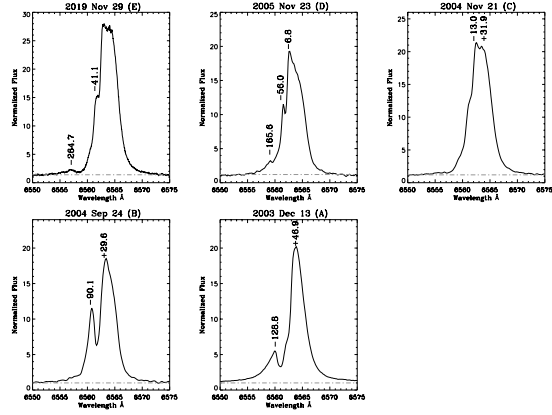 2019 Nov 29 (E)
Normalized Flux
30
25
20
15
10
5
-264.7
-41.1
6550 6555 6560 6565 6570 6575
Wavelength Å
2005 Nov 23 (D)
Normalized Flux
25
20
15
10
5
0
-165.6
-56.0
-6.8
6550 6555 6560 6565 6570 6575
Wavelength Å
2004 Nov 21 (C)
Normalized Flux
25
20
15
10
5
0
-13.0
+31.9
6550 6555 6560 6565 6570 6575
Wavelength Å
2004 Sep 24 (B)
Normalized Flux
20
15
10
5
0
-90.1
+29.6
6550 6555 6560 6565 6570 6575
Wavelength Å
2003 Dec 13 (A)
Normalized Flux
20
15
10
5
0
-128.8
+46.9
6550 6555 6560 6565 6570 6575
Wavelength Å